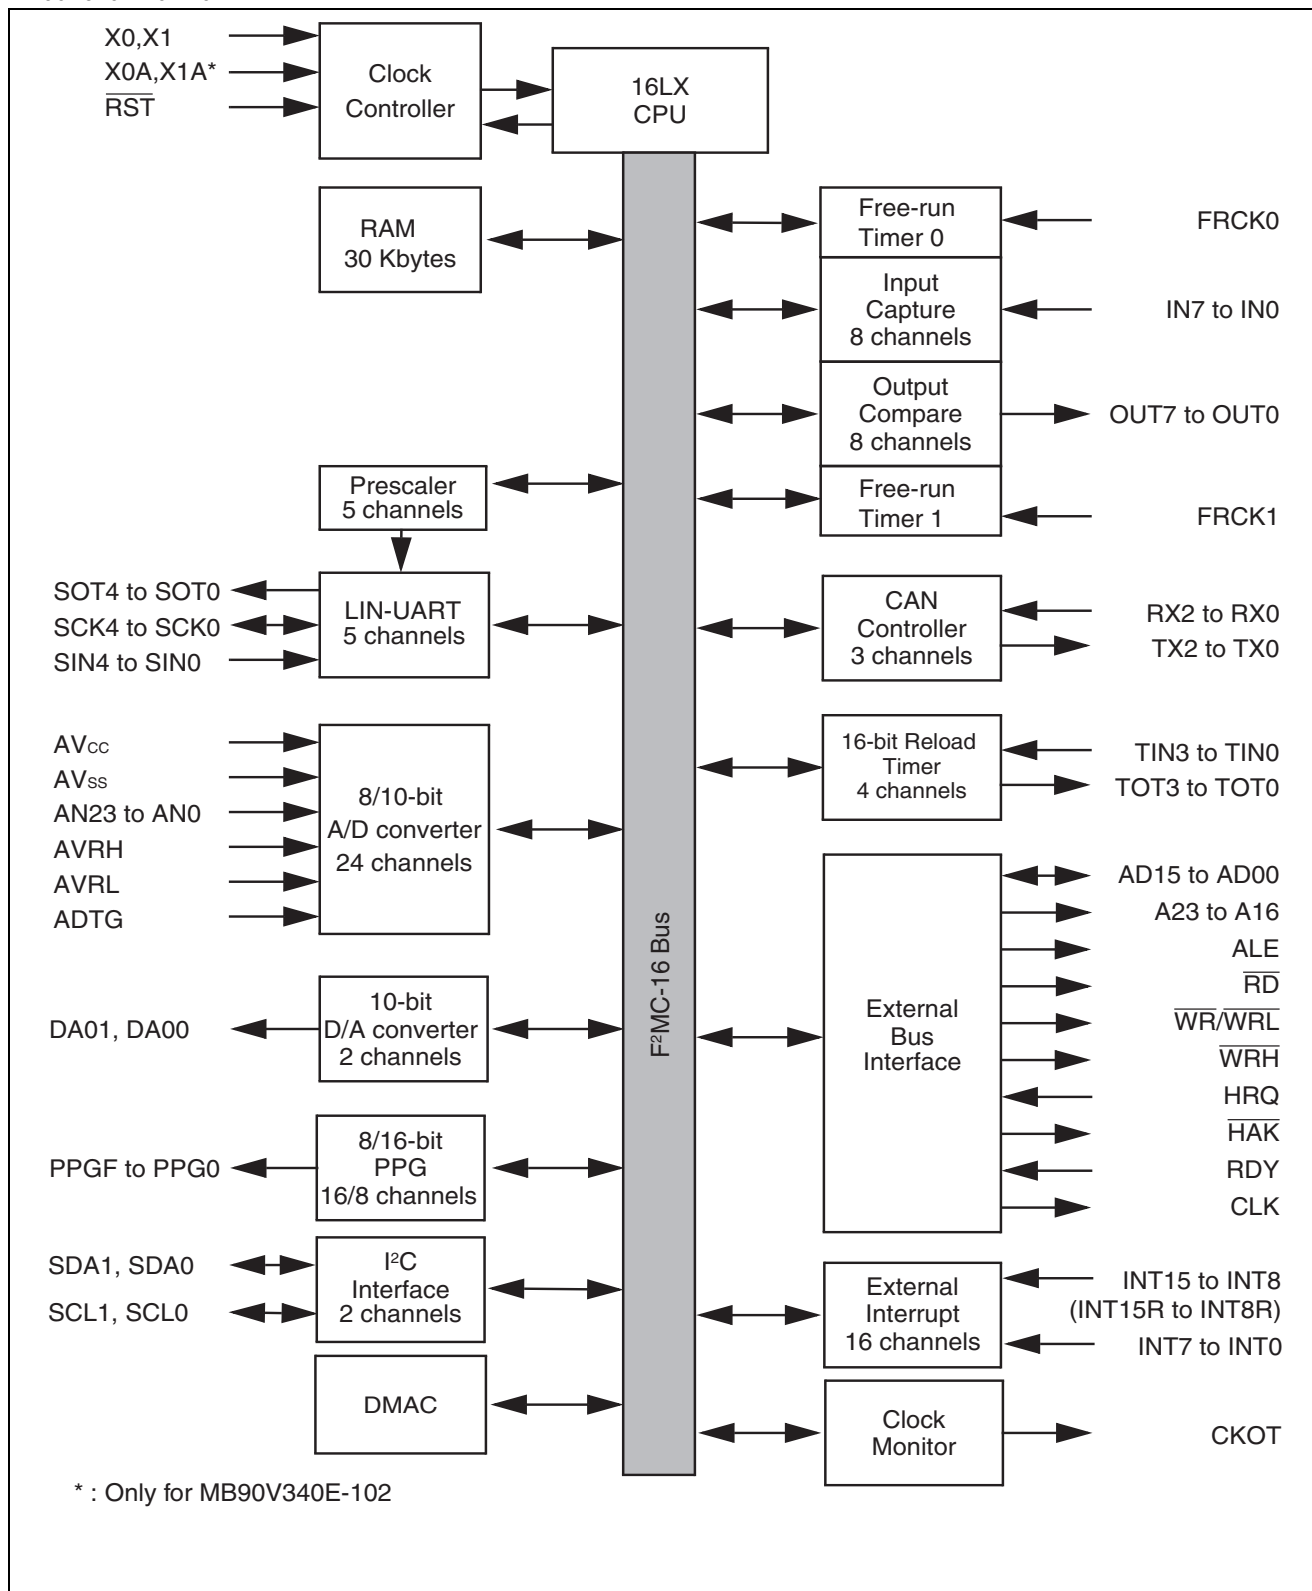 X0,X1
X0A,X1A*
RST
Clock
Controller
16LX
CPU
RAM
30 Kbytes
Free-run
Timer 0
FRCK0
Input
Capture
8 channels
IN7 to IN0
Output
Compare
8 channels
OUT7 to OUT0
Free-run
Timer 1
FRCK1
Prescaler
5 channels
SOT4 to SOT0
SCK4 to SCK0
SIN4 to SIN0
LIN-UART
5 channels
CAN
Controller
3 channels
RX2 to RX0
TX2 to TX0
AVCC
AVSS
AN23 to AN0
AVRH
AVRL
ADTG
8/10-bit
A/D converter
24 channels
16-bit Reload
Timer
4 channels
TIN3 to TIN0
TOT3 to TOT0
F²MC-16 Bus
External
Bus
Interface
AD15 to AD00
A23 to A16
ALE
RD
WR/WRL
WRH
HRQ
HAK
RDY
CLK
DA01, DA00
10-bit
D/A converter
2 channels
PPGF to PPG0
8/16-bit
PPG
16/8 channels
SDA1, SDA0
SCL1, SCL0
I²C
Interface
2 channels
External
Interrupt
16 channels
INT15 to INT8
(INT15R to INT8R)
INT7 to INT0
DMAC
Clock
Monitor
CKOT
* : Only for MB90V340E-102